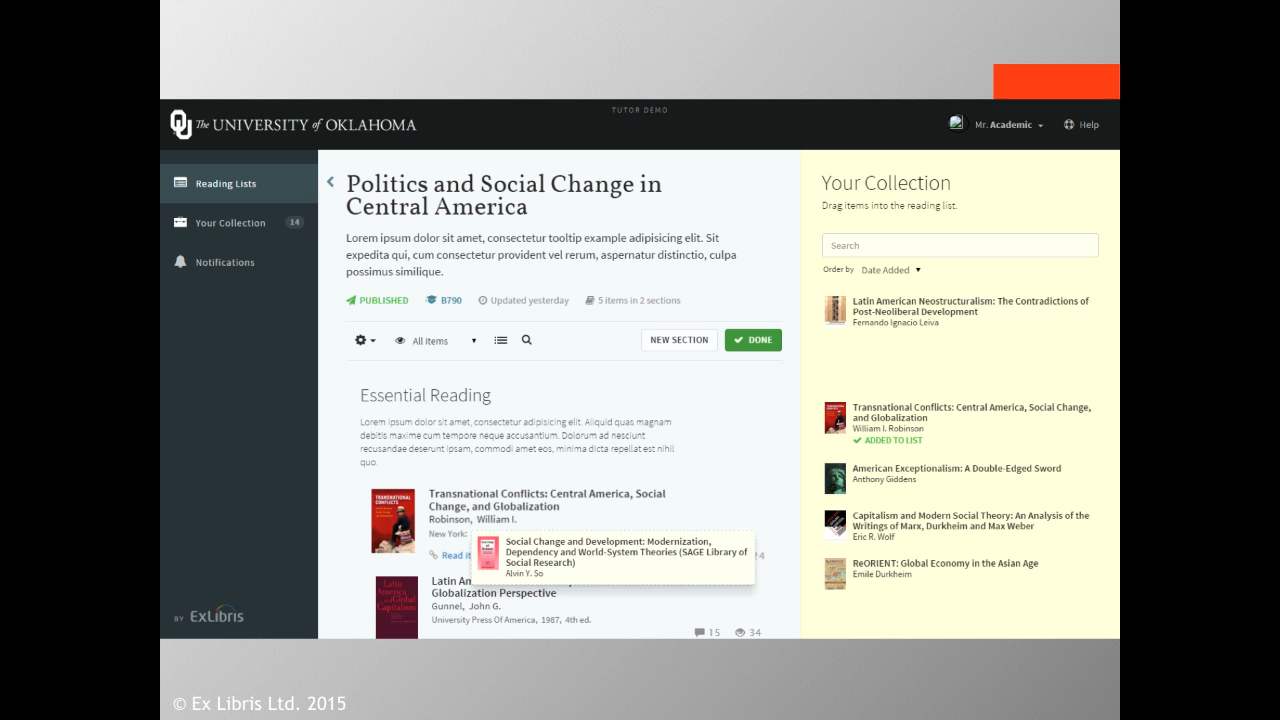 TUTOR DEMO
The UNIVERSITY of OKLAHOMA
Mr. Academic
Help
Reading Lists
Your Collection 14
Notifications
BY ExLibris
Politics and Social Change in
Central America
Lorem ipsum dolor sit amet, consectetur tooltip example adipisicing elit. Sit
expedita qui, cum consectetur provident vel rerum, aspernatur distinctio, culpa
possimus similique.
PUBLISHED B790 Updated yesterday 5 items in 2 sections
All Items
NEW SECTION
DONE
Essential Reading
Lorem ipsum dolor sit amet, consectetur adipisicing elit. Aliquid quas magnam
debitis maxime cum tempore neque accusantium. Dolorum ad nesciunt
recusandae deserunt ipsam, commodi amet eos, minima dicta repellat est nihil
quo.
TRANSNATIONAL
CONFLICTS
Transnational Conflicts: Central America, Social
Change, and Globalization
Robinson, William I.
New York:
Read it
Social Change and Development: Modernization,
Dependency and World-System Theories (SAGE Library of
Social Research)
Alvin Y. So
Latin
America
and Global
Capitalism
Latin Am
Globalization Perspective
Gunnel, John G.
University Press Of America, 1987, 4th ed.
15 34
Your Collection
Drag items into the reading list.
Search
Order by Date Added
Latin American Neostructuralism: The Contradictions of
Post-Neoliberal Development
Fernando Ignacio Leiva
Transnational Conflicts: Central America, Social Change,
and Globalization
William I. Robinson
ADDED TO LIST
American Exceptionalism: A Double-Edged Sword
Anthony Giddens
Capitalism and Modern Social Theory: An Analysis of the
Writings of Marx, Durkheim and Max Weber
Eric R. Wolf
ReORIENT: Global Economy in the Asian Age
Emile Durkheim
© Ex Libris Ltd. 2015